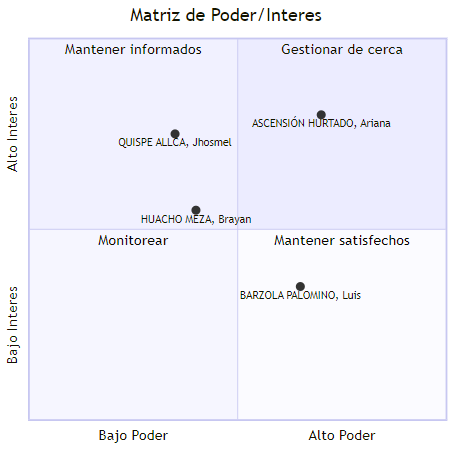 Matriz de Poder/Interes
Mantener informados
Gestionar de cerca
ASCENSIÓN HURTADO, Ariana
QUISPE ALLCA, Jhosmel
Alto Interes
HUACHO MEZA, Brayan
Monitorear
Mantener satisfechos
BARZOLA PALOMINO, Luis
Bajo Interes
Bajo Poder
Alto Poder